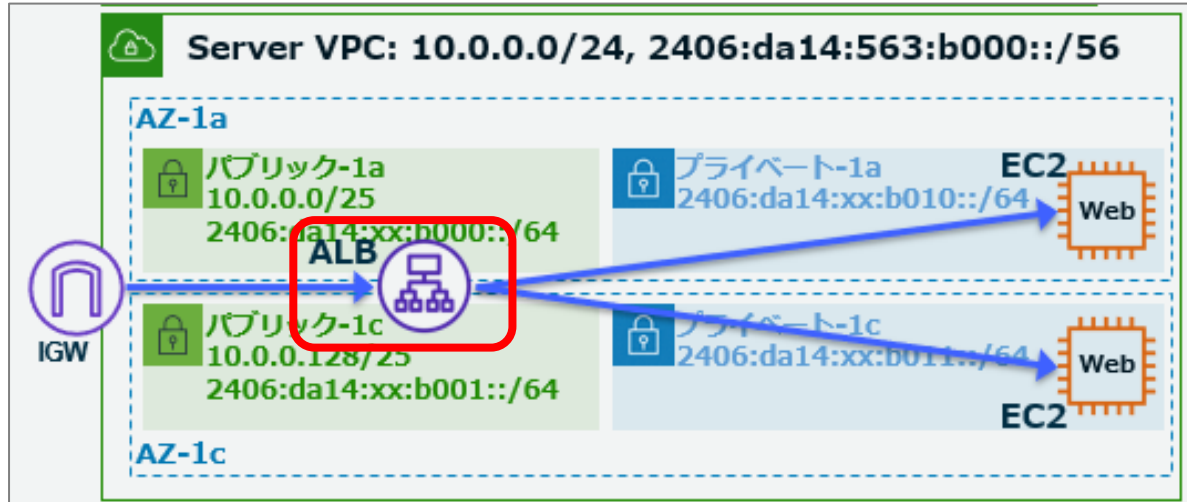 Server VPC: 10.0.0.0/24, 2406:da14:563:b000::/56
AZ-1a
パブリック-1a
10.0.0.0/25
2406:da14:xx:b000::/64
プライベート-1a
2406:da14:xx:b010::/64
EC2
Web
ALB
IGW
パブリック-1c
10.0.0.128/25
2406:da14:xx:b001::/64
プライベート-1c
2406:da14:xx:b011::/64
Web
EC2
AZ-1c